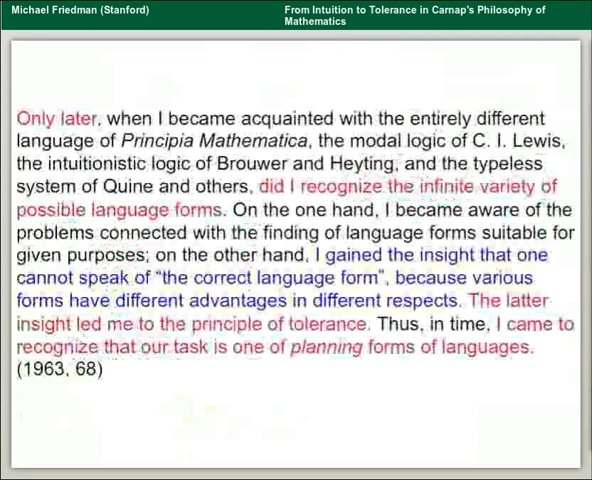 Michael Friedman (Stanford)
From Intuition to Tolerance in Carnap's Philosophy of
Mathematics
Only later, when I became acquainted with the entirely different
language of Principia Mathematica, the modal logic of C. I. Lewis,
the intuitionistic logic of Brouwer and Heyting, and the typeless
system of Quine and others, did I recognize the infinite variety of
possible language forms. On the one hand, I became aware of the
problems connected with the finding of language forms suitable for
given purposes; on the other hand, I gained the insight that one
cannot speak of “the correct language form”, because various
forms have different advantages in different respects. The latter
insight led me to the principle of tolerance. Thus, in time, I came to
recognize that our task is one of planning forms of languages.
(1963, 68)